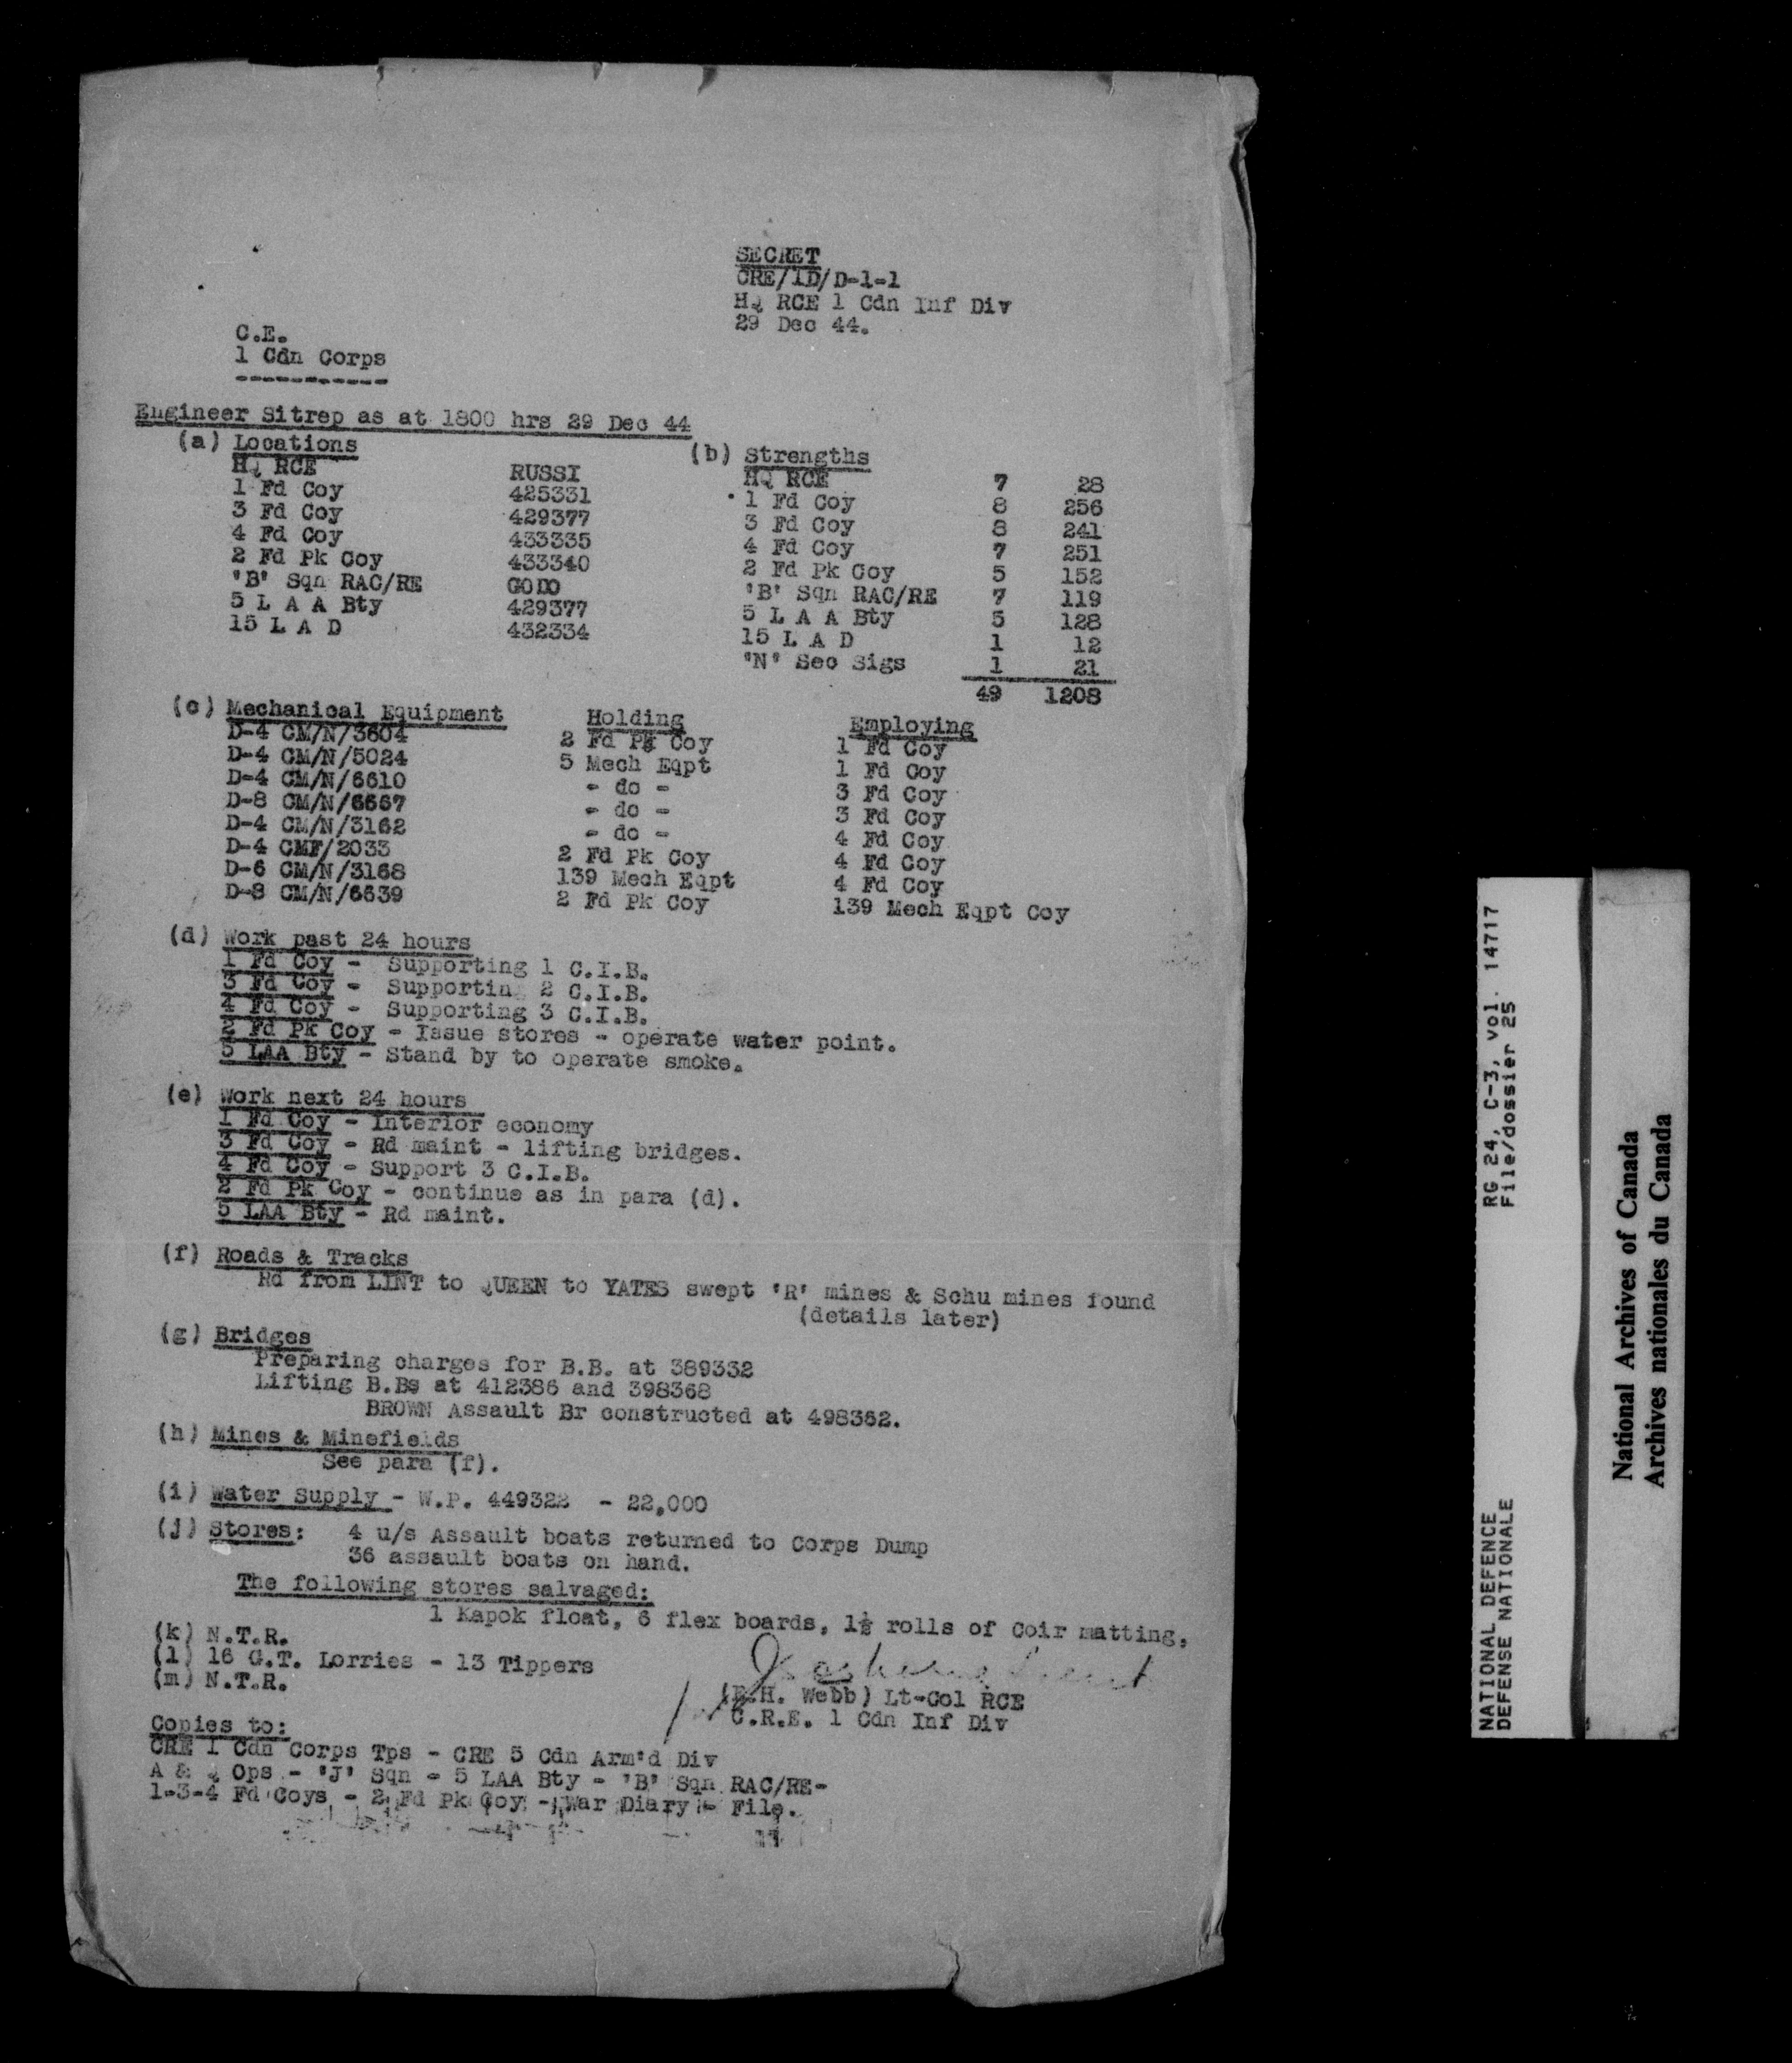 SECRET
CRE/1D/D-1-1
HQ RCE 1 Cdn Inf Div
29 Dec 44.
C.E.
1 Cdn Corps
-----------
Engineer Sitrep as at 1800 hrs 29 Dec 44
(a) Locations
HQ RCE RUSSI
1 Fd Coy 425331
3 Fd Coy 429377
4 Fd Coy 433335
2 Fd Pk Coy 433340
'B' Sqn RAC/RE GODO
5 L A A Bty 429377
15 L A D 432334
(b) Strengths
HQ RCE 7 28
1 Fd Coy 8 256
3 Fd Coy 8 241
4 Fd Coy 7 251
2 Fd Pk Coy 5 152
'B' Sqn RAC/RE 7 119
5 L A A Bty 5 128
15 L A D 1 12
'N' Sec Sigs 1 21
49 1208
(c) Mechanical Equipment Holding Employing
D-4 CM/N/3604 2 Fd Pk Coy 1 Fd Coy
D-4 CM/N/5024 5 Mech Eqpt 1 Fd Coy
D-4 CM/N/6610 - do - 3 Fd Coy
D-8 CM/N/6667 - do - 3 Fd Coy
D-4 CM/N/3162 - do - 4 Fd Coy
D-4 CMF/2033 2 Fd Pk Coy 4 Fd Coy
D-6 CM/N/3168 139 Mech Eqpt 4 Fd Coy
D-8 CM/N/6639 2 Fd Pk Coy 139 Mech Eqpt Coy
(d) Work past 24 hours
1 Fd Coy - Supporting 1 C.I.B.
3 Fd Coy - Supportin 2 C.I.B.
4 Fd Coy - Supporting 3 C.I.B.
2 Fd Pk Coy - Issue stores - operate water point.
5 LAA Bty - Stand by to operate smoke.
(e) Work next 24 hours
1 Fd Coy - Interior economy
3 Fd Coy - Rd maint - lifting bridges.
4 Fd Coy - Support 3 C.I.B.
2 Fd Pk Coy - continue as in para (d).
5 LAA Bty - Rd maint.
(f) Roads & Tracks
Rd from LINT to QUEEN to YATES swept 'R' mines & Schu mines found
(details later)
(g) Bridges
Preparing charges for B.B. at 389332
Lifting B.Bs at 412386 and 398368
BROWN Assault Br constructed at 498362.
(h) Mines & Minefields
See para (f).
(i) Water Supply - W.P. 449322 - 22,000
(j) Stores: 4 u/s Assault boats returned to Corps Dump
36 assault boats on hand.
The following stores salvaged:
1 Kapok float, 6 flex boards, 1½ rolls of Coir matting,
(k) N.T.R.
(l) 16 G.T. Lorries - 13 Tippers
(m) N.T.R.
(E.H. Webb) Lt-Col RCE
C.R.E. 1 Cdn Inf Div
Copies to:
CRE 1 Cdn Corps Tps - CRE 5 Cdn Arm'd Div
A & Q Ops - 'J' Sqn - 5 LAA Bty - 'B' Sqn RAC/RE-
1-3-4 Fd Coys - 2 Fd Pk Coy - War Diary - File.
NATIONAL DEFENCE RG 24, C-3, vol. 14717
DEFENSE NATIONALE File/dossier 25
National Archives of Canada
Archives nationales du Canada